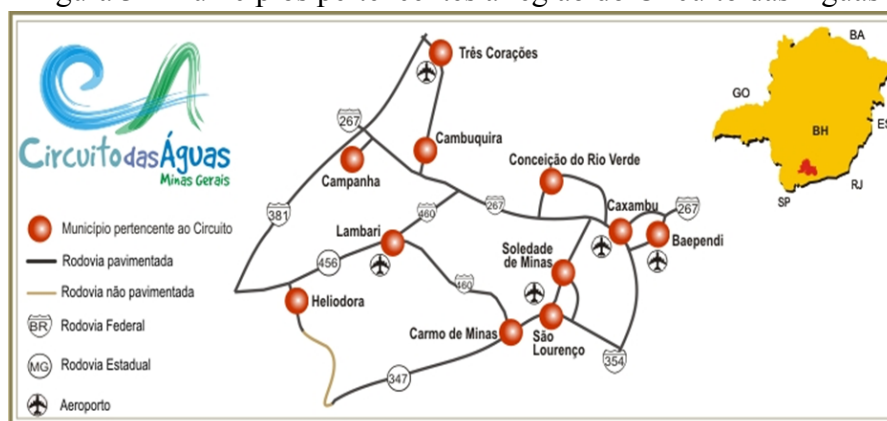 Circuito das Águas
Minas Gerais
Município pertencente ao Circuito
Rodovia pavimentada
Rodovia não pavimentada
BR
Rodovia Federal
MG
Rodovia Estadual
Aeroporto
Três Corações
267
Cambuquira
Campanha
Conceição do Rio Verde
381
460
267
Caxambu
267
Lambari
Baependi
Soledade
de Minas
456
460
Heliodora
Carmo de Minas
São
Lourenço
354
347
BA
GO
BH
ES
RJ
SP